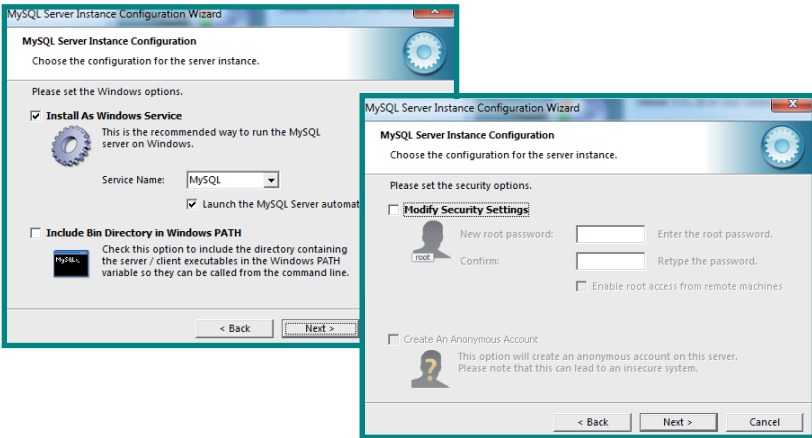 MySQL Server Instance Configuration Wizard
MySQL Server Instance Configuration
Choose the configuration for the server instance.
Please set the Windows options.
Install As Windows Service
This is the recommended way to run the MySQL
server on Windows.
Service Name:
MySQL
Launch the MySQL Server automat
Include Bin Directory in Windows PATH
Check this option to include the directory containing
the server / client executables in the Windows PATH
variable so they can be called from the command line.
MySQL>_
< Back
Next >
MySQL Server Instance Configuration Wizard
MySQL Server Instance Configuration
Choose the configuration for the server instance.
Please set the security options.
Modify Security Settings
New root password:
Enter the root password.
root
Confirm:
Retype the password.
Enable root access from remote machines
Create An Anonymous Account
This option will create an anonymous account on this server.
Please note that this can lead to an insecure system.
?
< Back
Next >
Cancel